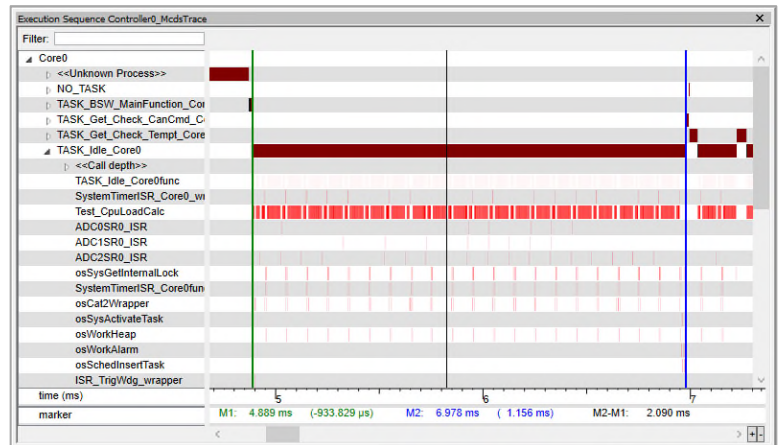 Execution Sequence Controller0_McdsTrace
Filter:
Core0
<<Unknown Process>>
NO_TASK
TASK_BSW_MainFunction_Cor
TASK_Get_Check_CanCmd_C
TASK_Get_Check_Tempt_Core
TASK_Idle_Core0
<<Call depth>>
TASK_Idle_Core0func
SystemTimerISR_Core0_wr
Test_CpuLoadCalc
ADC0SR0_ISR
ADC1SR0_ISR
ADC2SR0_ISR
osSysGetInternalLock
SystemTimerISR_Core0fun
osCat2Wrapper
osSysActivateTask
osWorkHeap
osWorkAlarm
osSchedInsertTask
ISR_TrigWdg_wrapper
time (ms) 5 6 7
marker M1: 4.889 ms (-933.829 µs) M2: 6.978 ms ( 1.156 ms) M2-M1: 2.090 ms